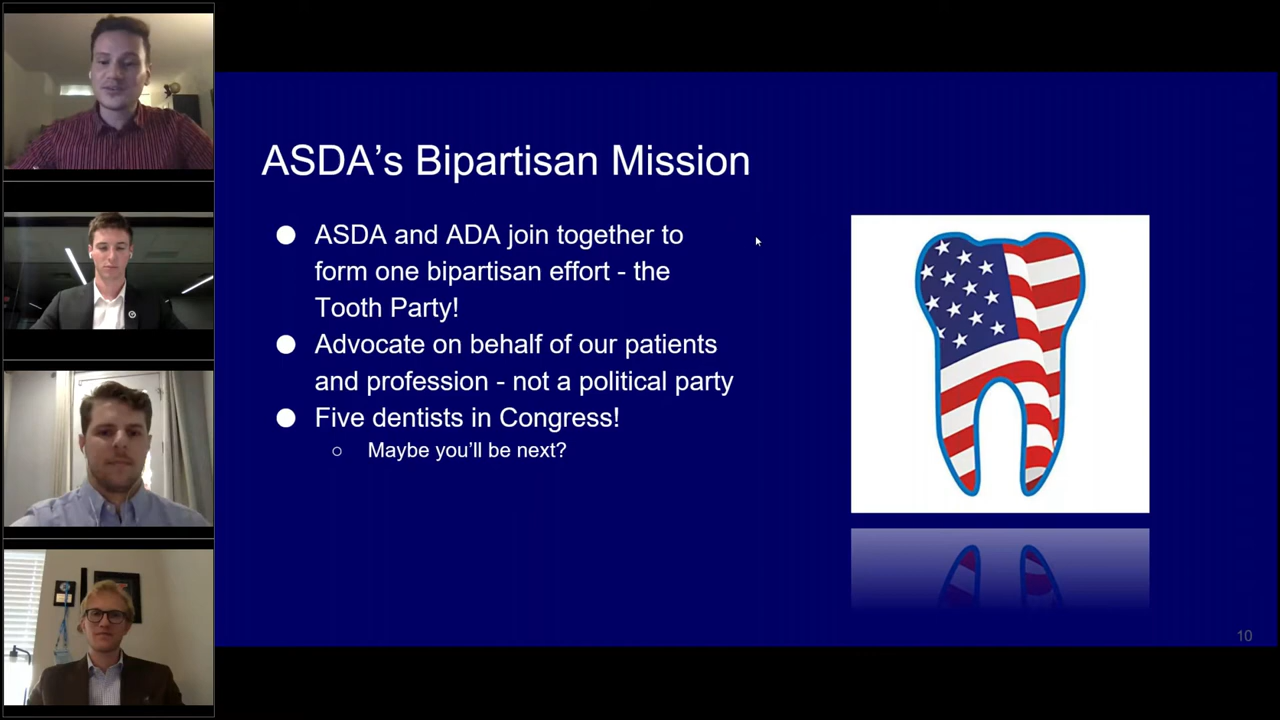 ASDA’s Bipartisan Mission
● ASDA and ADA join together to
form one bipartisan effort - the
Tooth Party!
● Advocate on behalf of our patients
and profession - not a political party
● Five dentists in Congress!
○ Maybe you’ll be next?
10